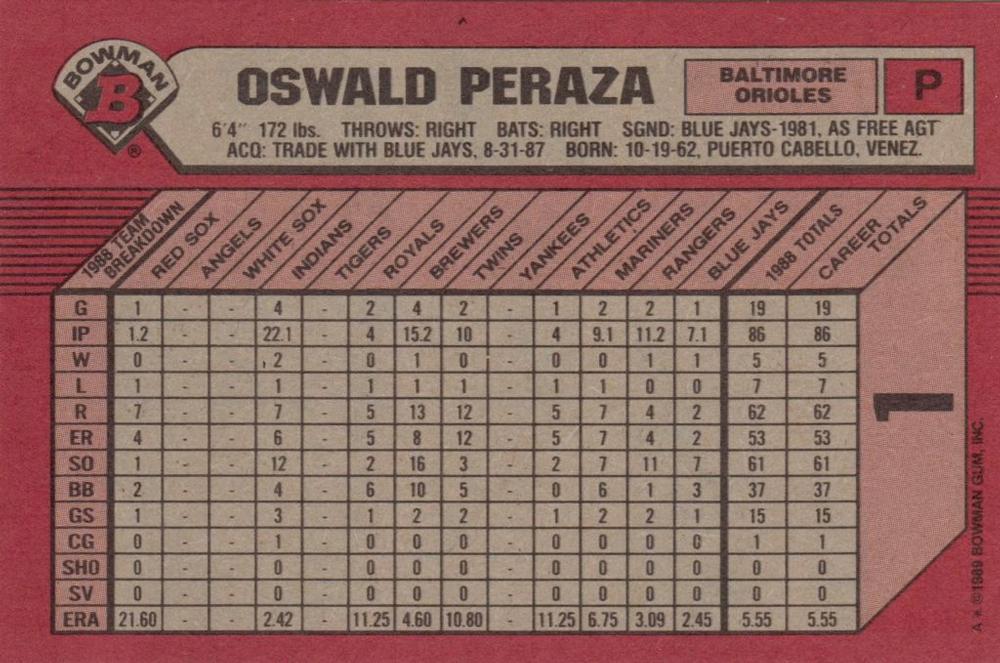 BOWMAN
B
®
OSWALD PERAZA
BALTIMORE
ORIOLES
P
6'4" 172 lbs. THROWS: RIGHT BATS: RIGHT SGND: BLUE JAYS-1981, AS FREE AGT
ACQ: TRADE WITH BLUE JAYS, 8-31-87 BORN: 10-19-62, PUERTO CABELLO, VENEZ.
1988 TEAM BREAKDOWN RED SOX ANGELS WHITE SOX INDIANS TIGERS ROYALS BREWERS TWINS YANKEES ATHLETICS MARINERS RANGERS BLUE JAYS 1988 TOTALS CAREER TOTALS
G 1 - - 4 - 2 4 2 - 1 2 2 1 19 19
IP 1.2 - - 22.1 - 4 15.2 10 - 4 9.1 11.2 7.1 86 86
W 0 - - 2 - 0 1 0 - 0 0 1 1 5 5
L 1 - - 1 - 1 1 1 - 1 1 0 0 7 7
R 7 - - 7 - 5 13 12 - 5 7 4 2 62 62
ER 4 - - 6 - 5 8 12 - 5 7 4 2 53 53
SO 1 - - 12 - 2 16 3 - 2 7 11 7 61 61
BB 2 - - 4 - 6 10 5 - 0 6 1 3 37 37
GS 1 - - 3 - 1 2 2 - 1 2 2 1 15 15
CG 0 - - 1 - 0 0 0 - 0 0 0 0 1 1
SHO 0 - - 0 - 0 0 0 - 0 0 0 0 0 0
SV 0 - - 0 - 0 0 0 - 0 0 0 0 0 0
ERA 21.60 - - 2.42 - 11.25 4.60 10.80 - 11.25 6.75 3.09 2.45 5.55 5.55
1
A * ©1989 BOWMAN GUM, INC.